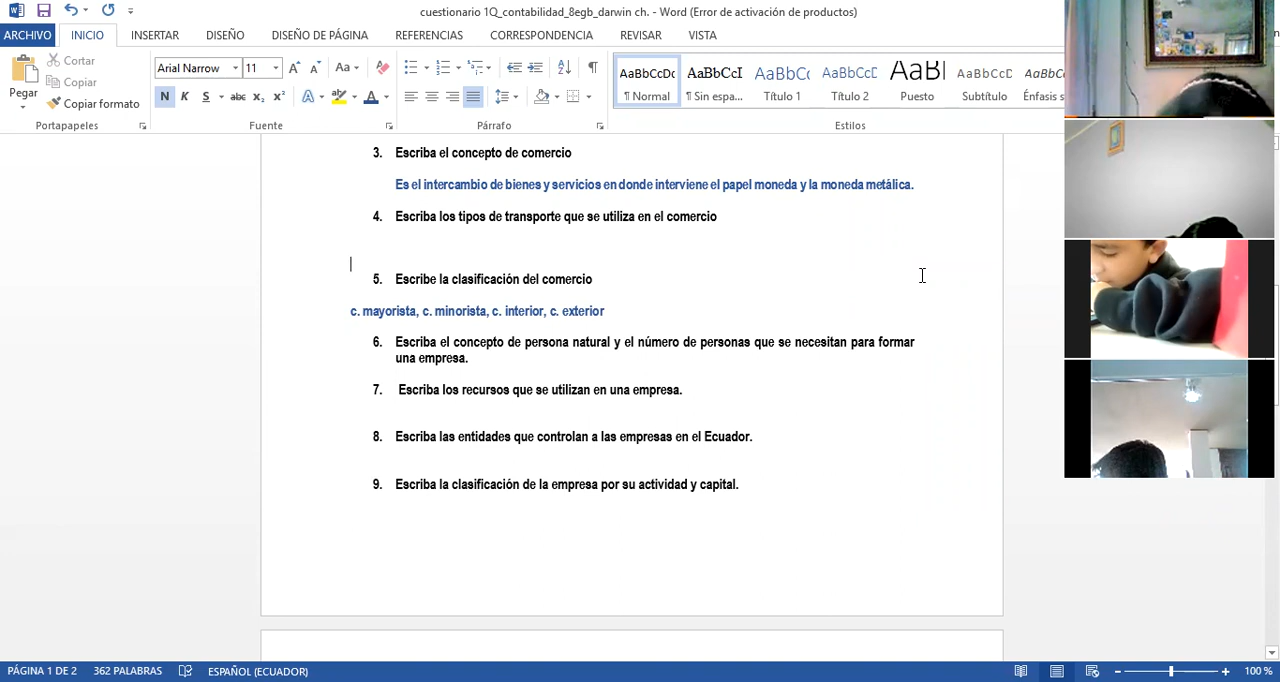 cuestionario 1Q_contabilidad_8egb_darwin ch. - Word (Error de activación de productos)
ARCHIVO INICIO INSERTAR DISEÑO DISEÑO DE PÁGINA REFERENCIAS CORRESPONDENCIA REVISAR VISTA
Pegar
Cortar
Copiar
Copiar formato
Portapapeles
Arial Narrow 11
Aa
N K S abc x₂ x²
Fuente
Párrafo
AaBbCcDc AaBbCcI AaBbCc AaBbCcD AaBl AaBbCcD AaBbCc
¶ Normal ¶ Sin espa... Título 1 Título 2 Puesto Subtítulo Énfasis s
Estilos
3. Escriba el concepto de comercio
Es el intercambio de bienes y servicios en donde interviene el papel moneda y la moneda metálica.
4. Escriba los tipos de transporte que se utiliza en el comercio
5. Escribe la clasificación del comercio
c. mayorista, c. minorista, c. interior, c. exterior
6. Escriba el concepto de persona natural y el número de personas que se necesitan para formar
una empresa.
7. Escriba los recursos que se utilizan en una empresa.
8. Escriba las entidades que controlan a las empresas en el Ecuador.
9. Escriba la clasificación de la empresa por su actividad y capital.
PÁGINA 1 DE 2 362 PALABRAS ESPAÑOL (ECUADOR) 100 %